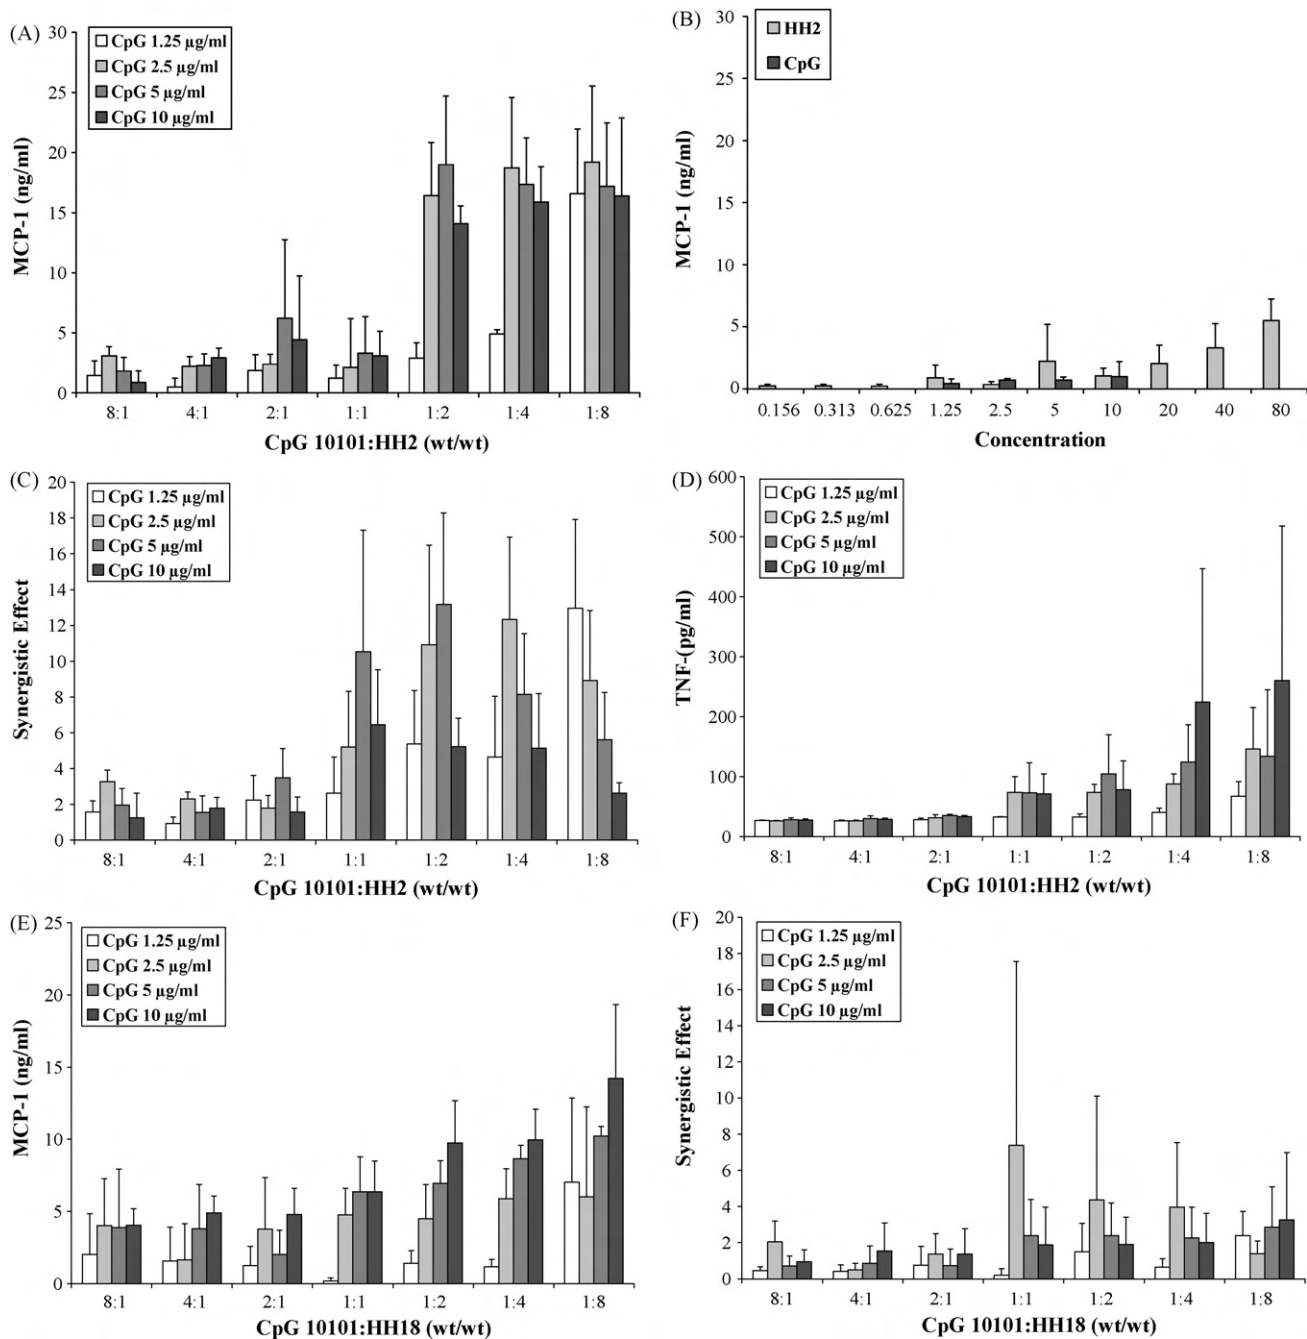 (A)
CpG 1.25 µg/ml
CpG 2.5 µg/ml
CpG 5 µg/ml
CpG 10 µg/ml
MCP-1 (ng/ml)
30
25
20
15
10
5
0
8:1 4:1 2:1 1:1 1:2 1:4 1:8
CpG 10101:HH2 (wt/wt)
(B)
HH2
CpG
MCP-1 (ng/ml)
30
25
20
15
10
5
0
0.156 0.313 0.625 1.25 2.5 5 10 20 40 80
Concentration
(C)
CpG 1.25 µg/ml
CpG 2.5 µg/ml
CpG 5 µg/ml
CpG 10 µg/ml
Synergistic Effect
20
18
16
14
12
10
8
6
4
2
0
8:1 4:1 2:1 1:1 1:2 1:4 1:8
CpG 10101:HH2 (wt/wt)
(D)
CpG 1.25 µg/ml
CpG 2.5 µg/ml
CpG 5 µg/ml
CpG 10 µg/ml
TNF-(pg/ml)
600
500
400
300
200
100
0
8:1 4:1 2:1 1:1 1:2 1:4 1:8
CpG 10101:HH2 (wt/wt)
(E)
CpG 1.25 µg/ml
CpG 2.5 µg/ml
CpG 5 µg/ml
CpG 10 µg/ml
MCP-1 (ng/ml)
25
20
15
10
5
0
8:1 4:1 2:1 1:1 1:2 1:4 1:8
CpG 10101:HH18 (wt/wt)
(F)
CpG 1.25 µg/ml
CpG 2.5 µg/ml
CpG 5 µg/ml
CpG 10 µg/ml
Synergistic Effect
20
18
16
14
12
10
8
6
4
2
0
8:1 4:1 2:1 1:1 1:2 1:4 1:8
CpG 10101:HH18 (wt/wt)